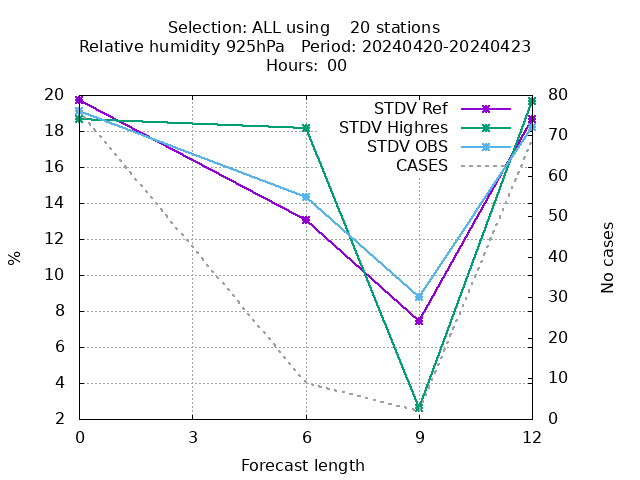 Selection: ALL using    20 stations
Relative humidity 925hPa   Period: 20240420-20240423
Hours:  00
20
18
16
14
12
10
8
6
4
2
%
80
70
60
50
40
30
20
10
0
No cases
STDV Ref
STDV Highres
STDV OBS
CASES
0 3 6 9 12
Forecast length